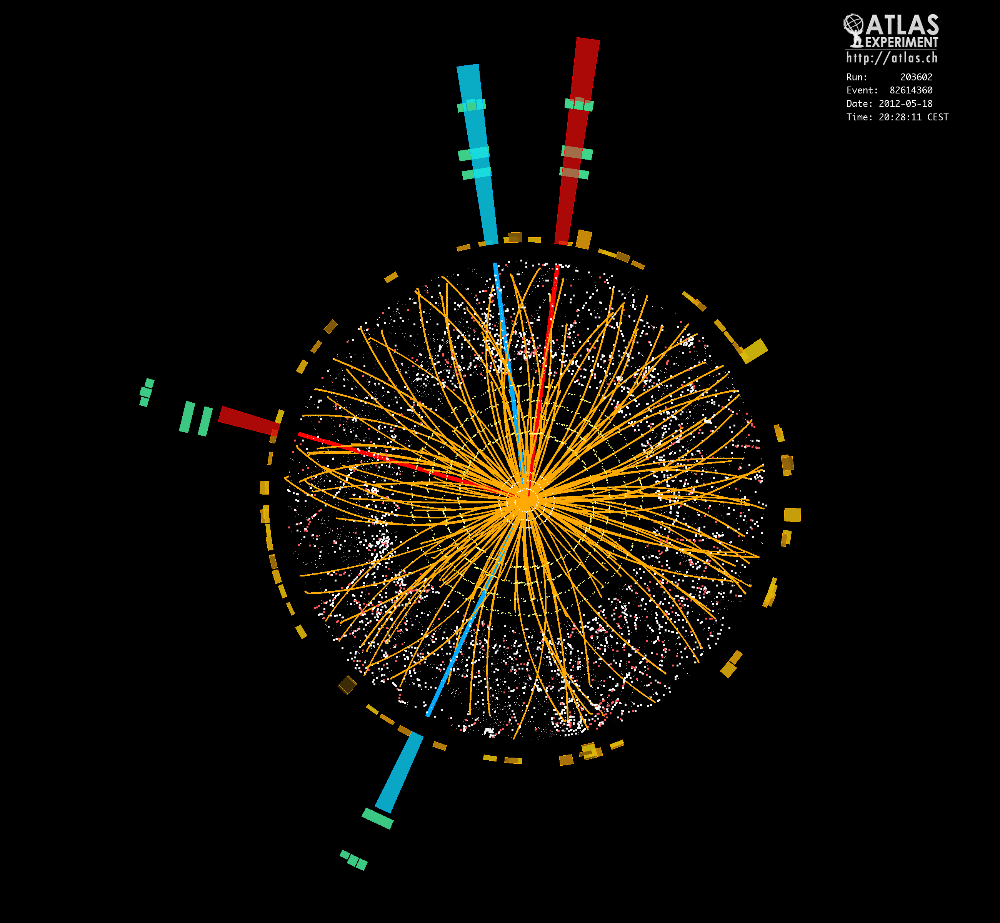 ATLAS
EXPERIMENT
http://atlas.ch
Run: 203602
Event: 82614360
Date: 2012-05-18
Time: 20:28:11 CEST